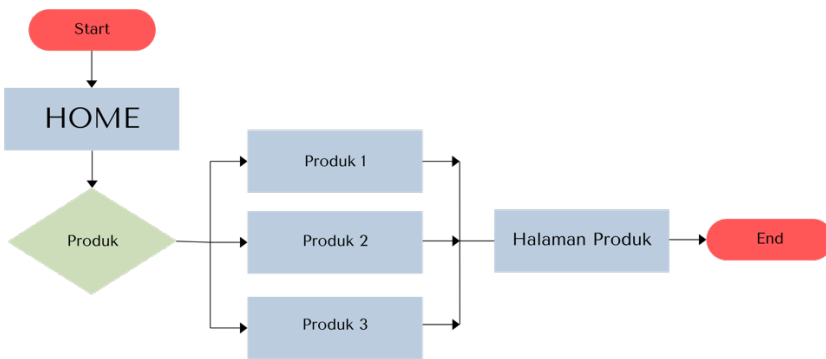 Start
HOME
Produk
Produk 1
Produk 2
Produk 3
Halaman Produk
End